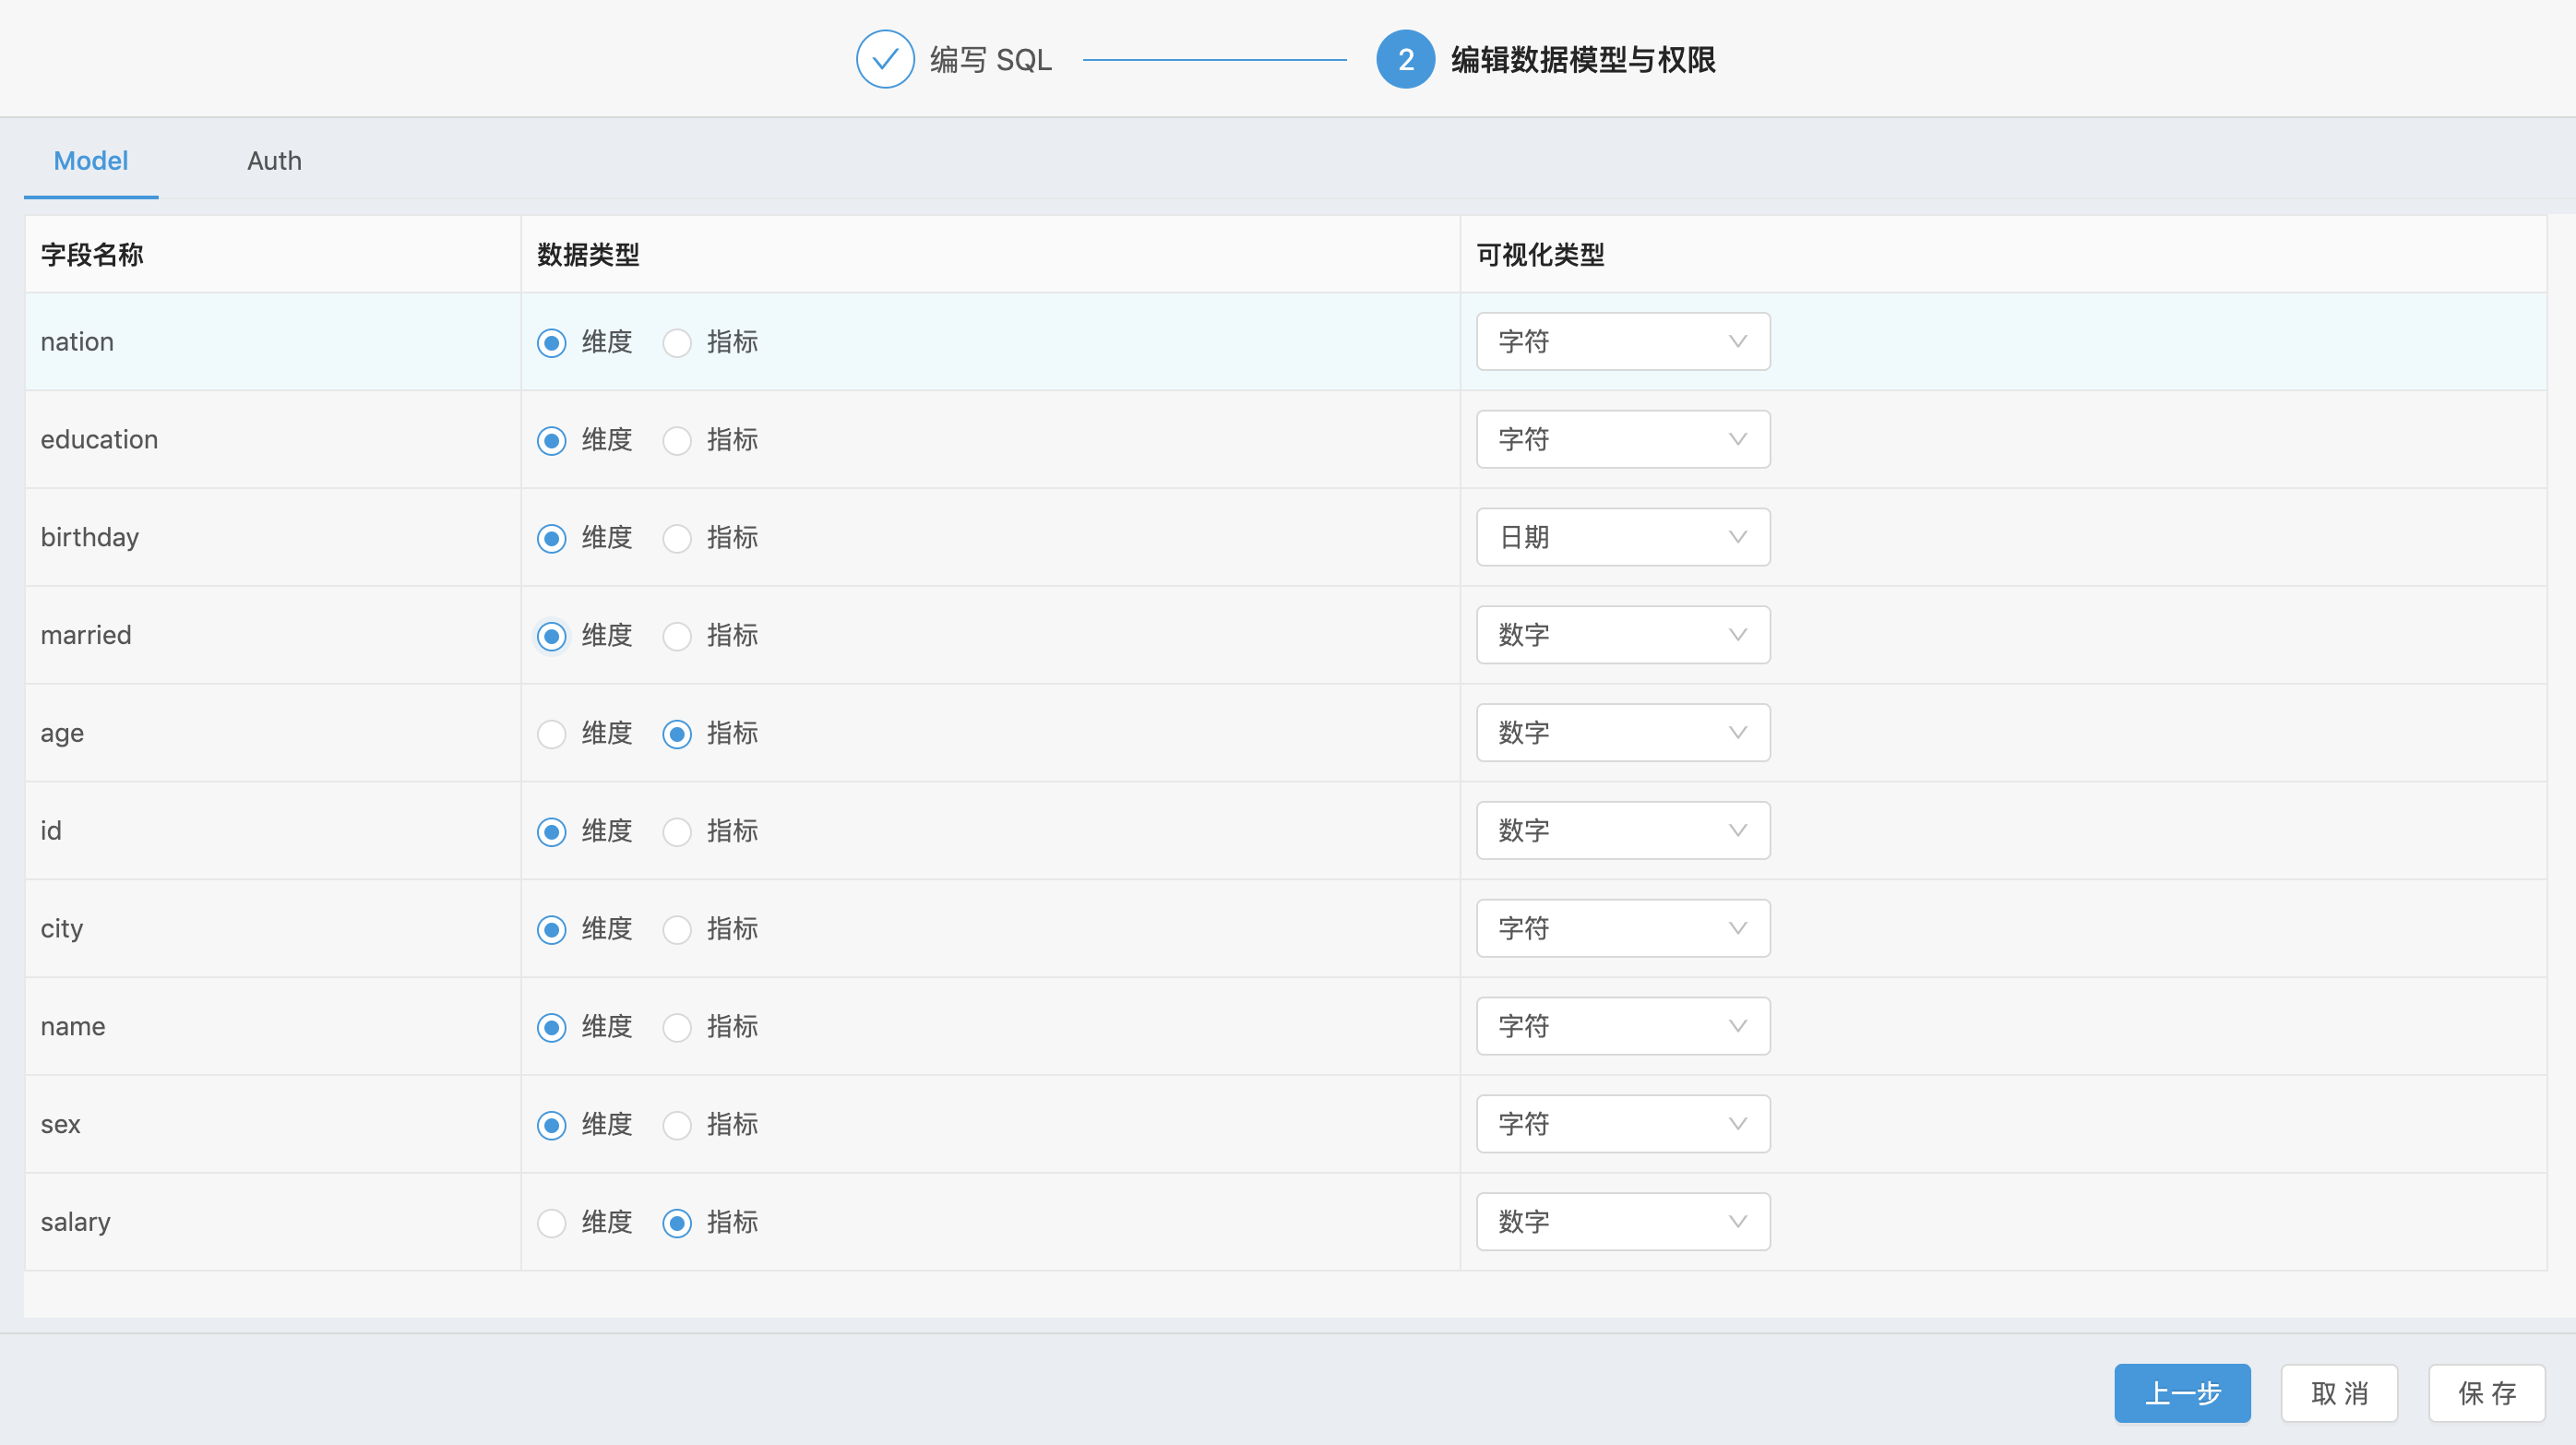 编写 SQL 2 编辑数据模型与权限
Model Auth
字段名称 数据类型 可视化类型
nation 维度 指标 字符
education 维度 指标 字符
birthday 维度 指标 日期
married 维度 指标 数字
age 维度 指标 数字
id 维度 指标 数字
city 维度 指标 字符
name 维度 指标 字符
sex 维度 指标 字符
salary 维度 指标 数字
上一步 取 消 保 存